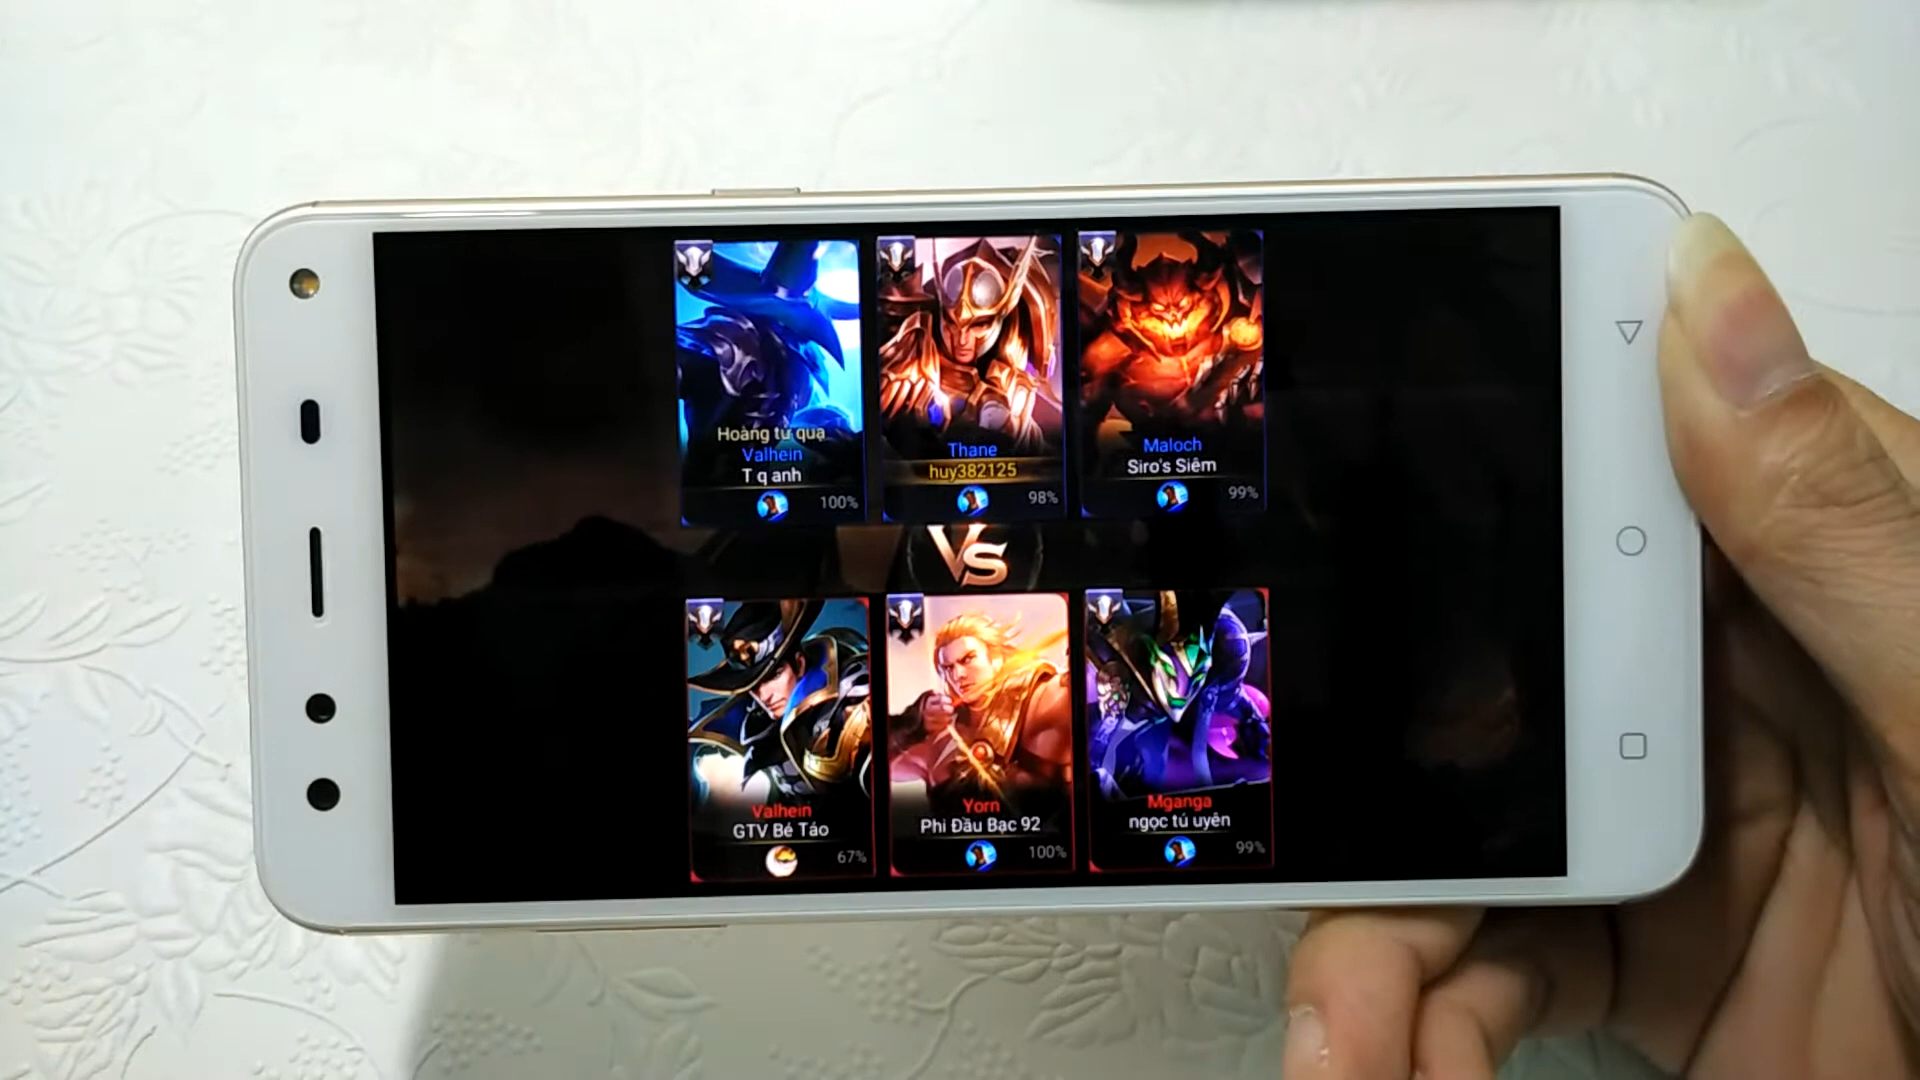 Hoàng tử quạ
Valhein
T q anh
100%
Thane
huy382125
98%
Maloch
Siro's Siêm
99%
VS
Valhein
GTV Bé Táo
67%
Yorn
Phi Đầu Bạc 92
100%
Mganga
ngọc tú uyên
99%